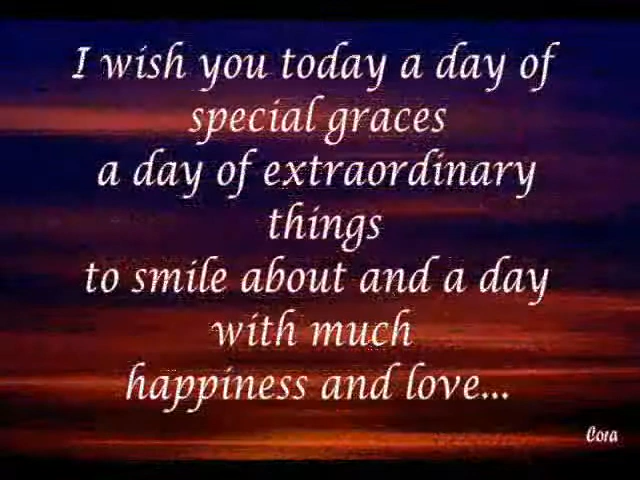 I wish you today a day of
special graces
a day of extraordinary
things
to smile about and a day
with much
happiness and love...
Cora